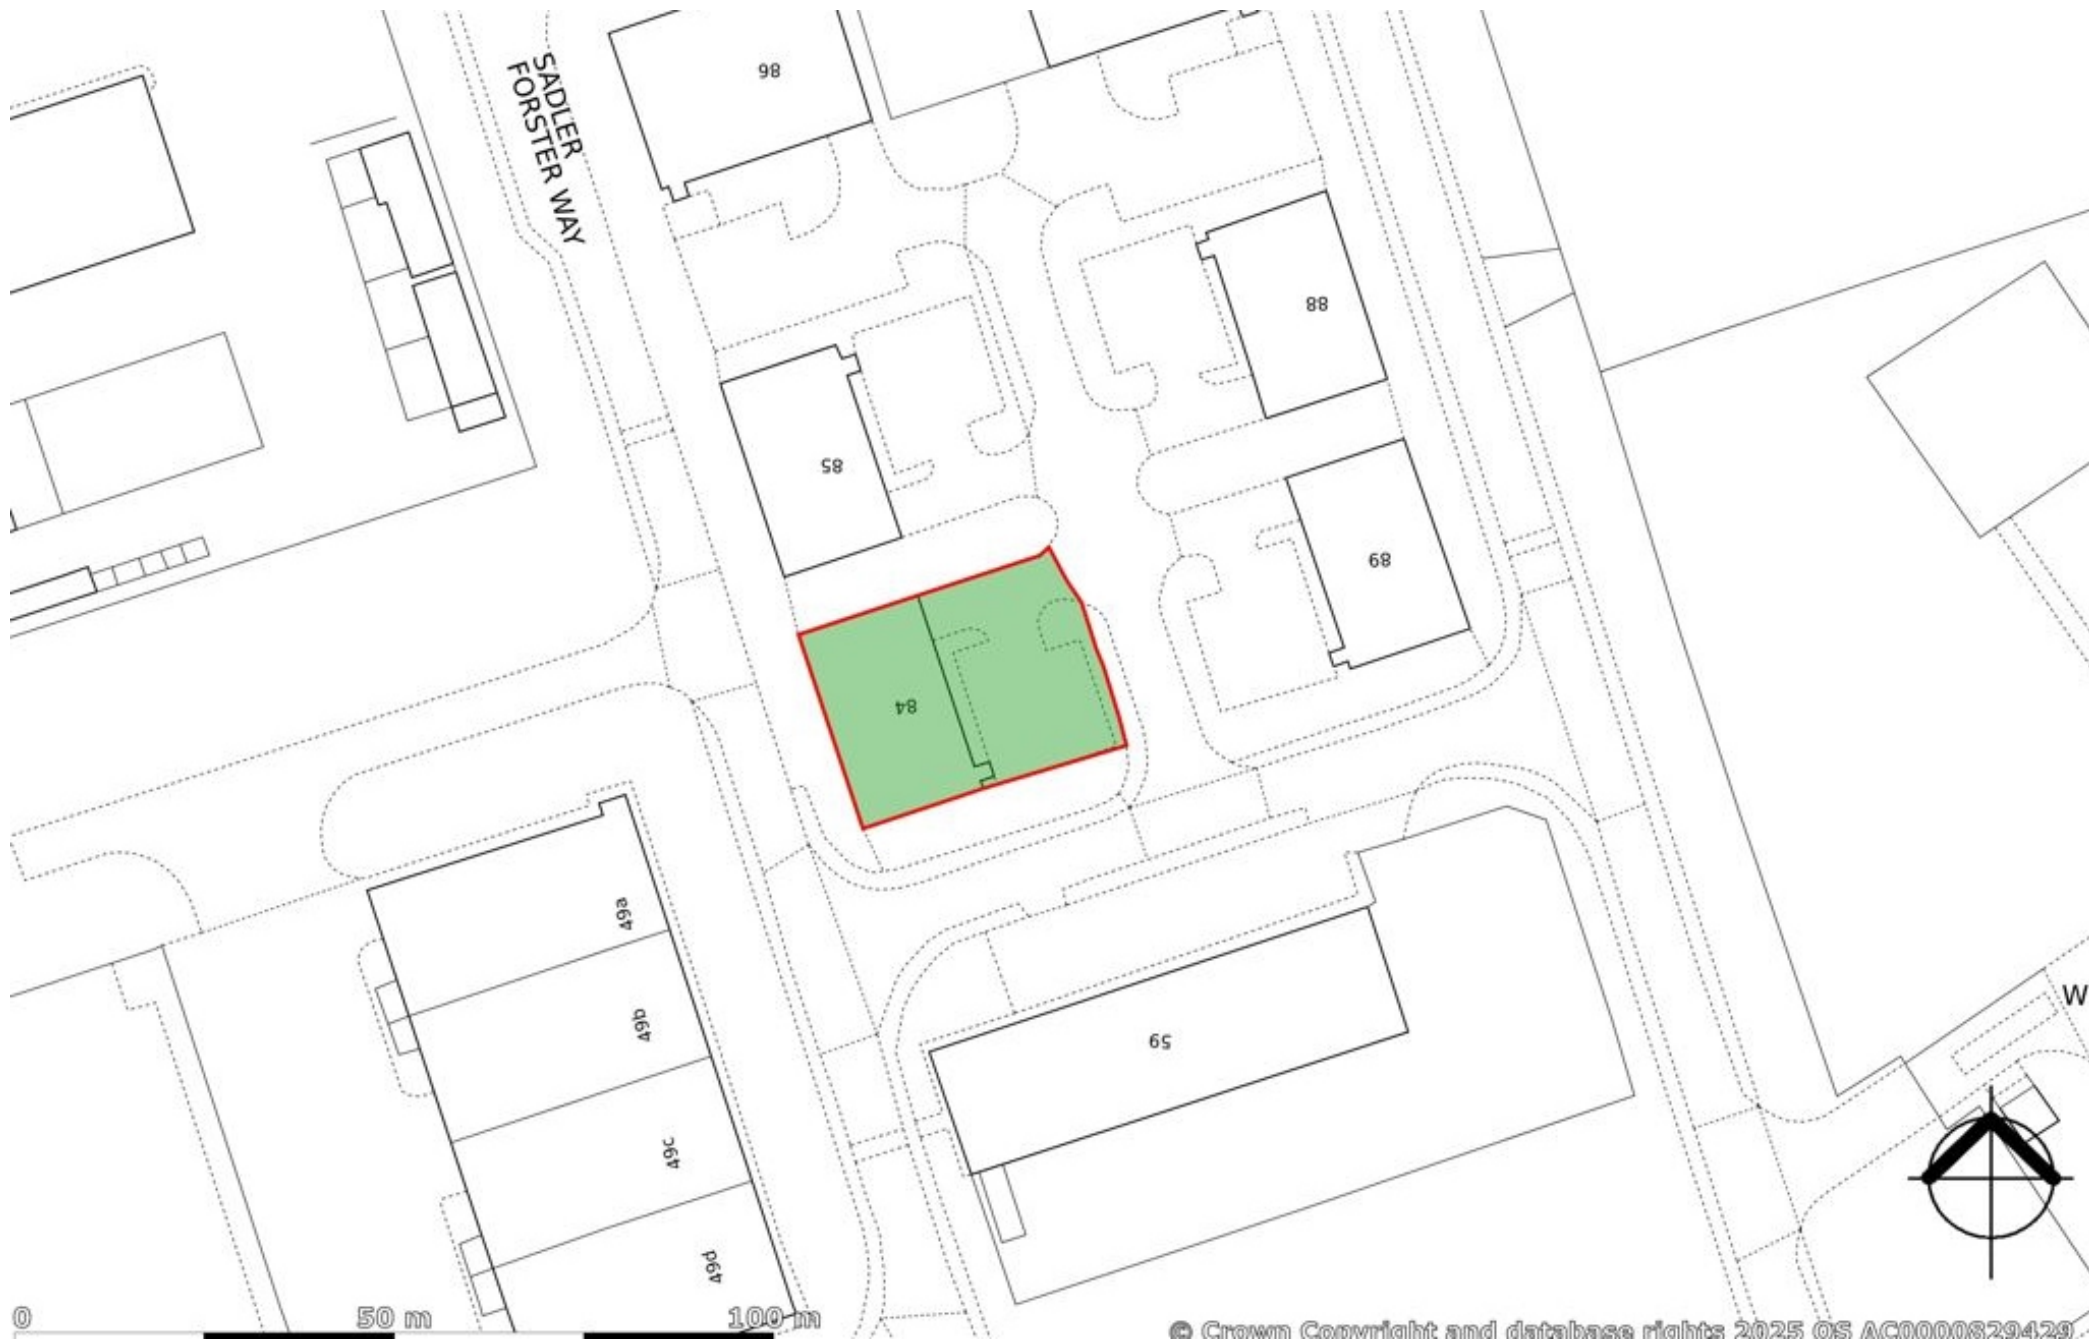 SADLER
FORSTER WAY
86
88
85
89
84
49a
49b
49c
49d
59
W
0 50 m 100 m
© Crown Copyright and database rights 2025 OS AC0000829429